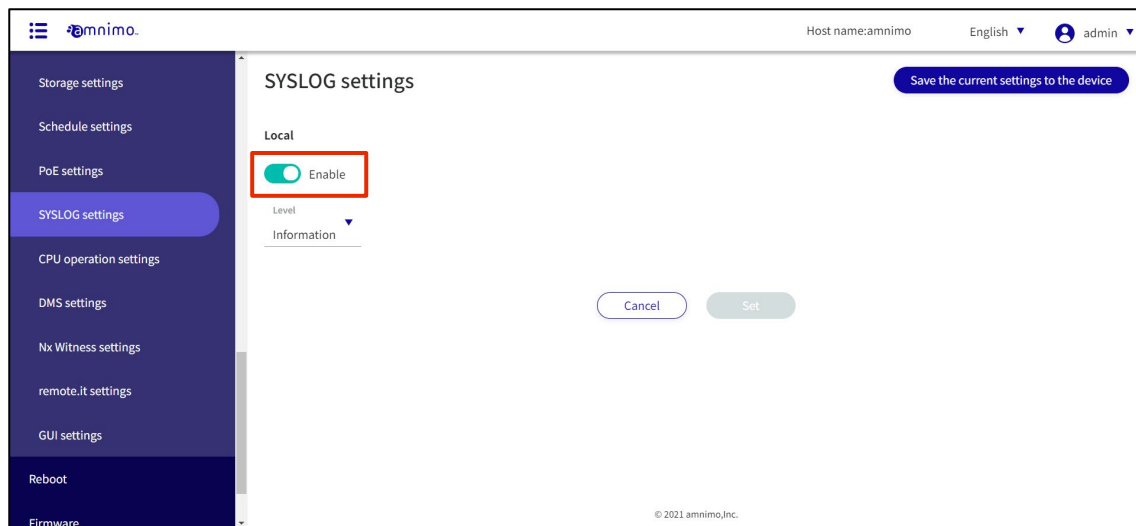 amnimo
Host name:amnimo
English
admin
Storage settings
Schedule settings
PoE settings
SYSLOG settings
CPU operation settings
DMS settings
Nx Witness settings
remote.it settings
GUI settings
Reboot
Firmware
SYSLOG settings
Save the current settings to the device
Local
Enable
Level
Information
Cancel
Set
© 2021 amnimo,Inc.